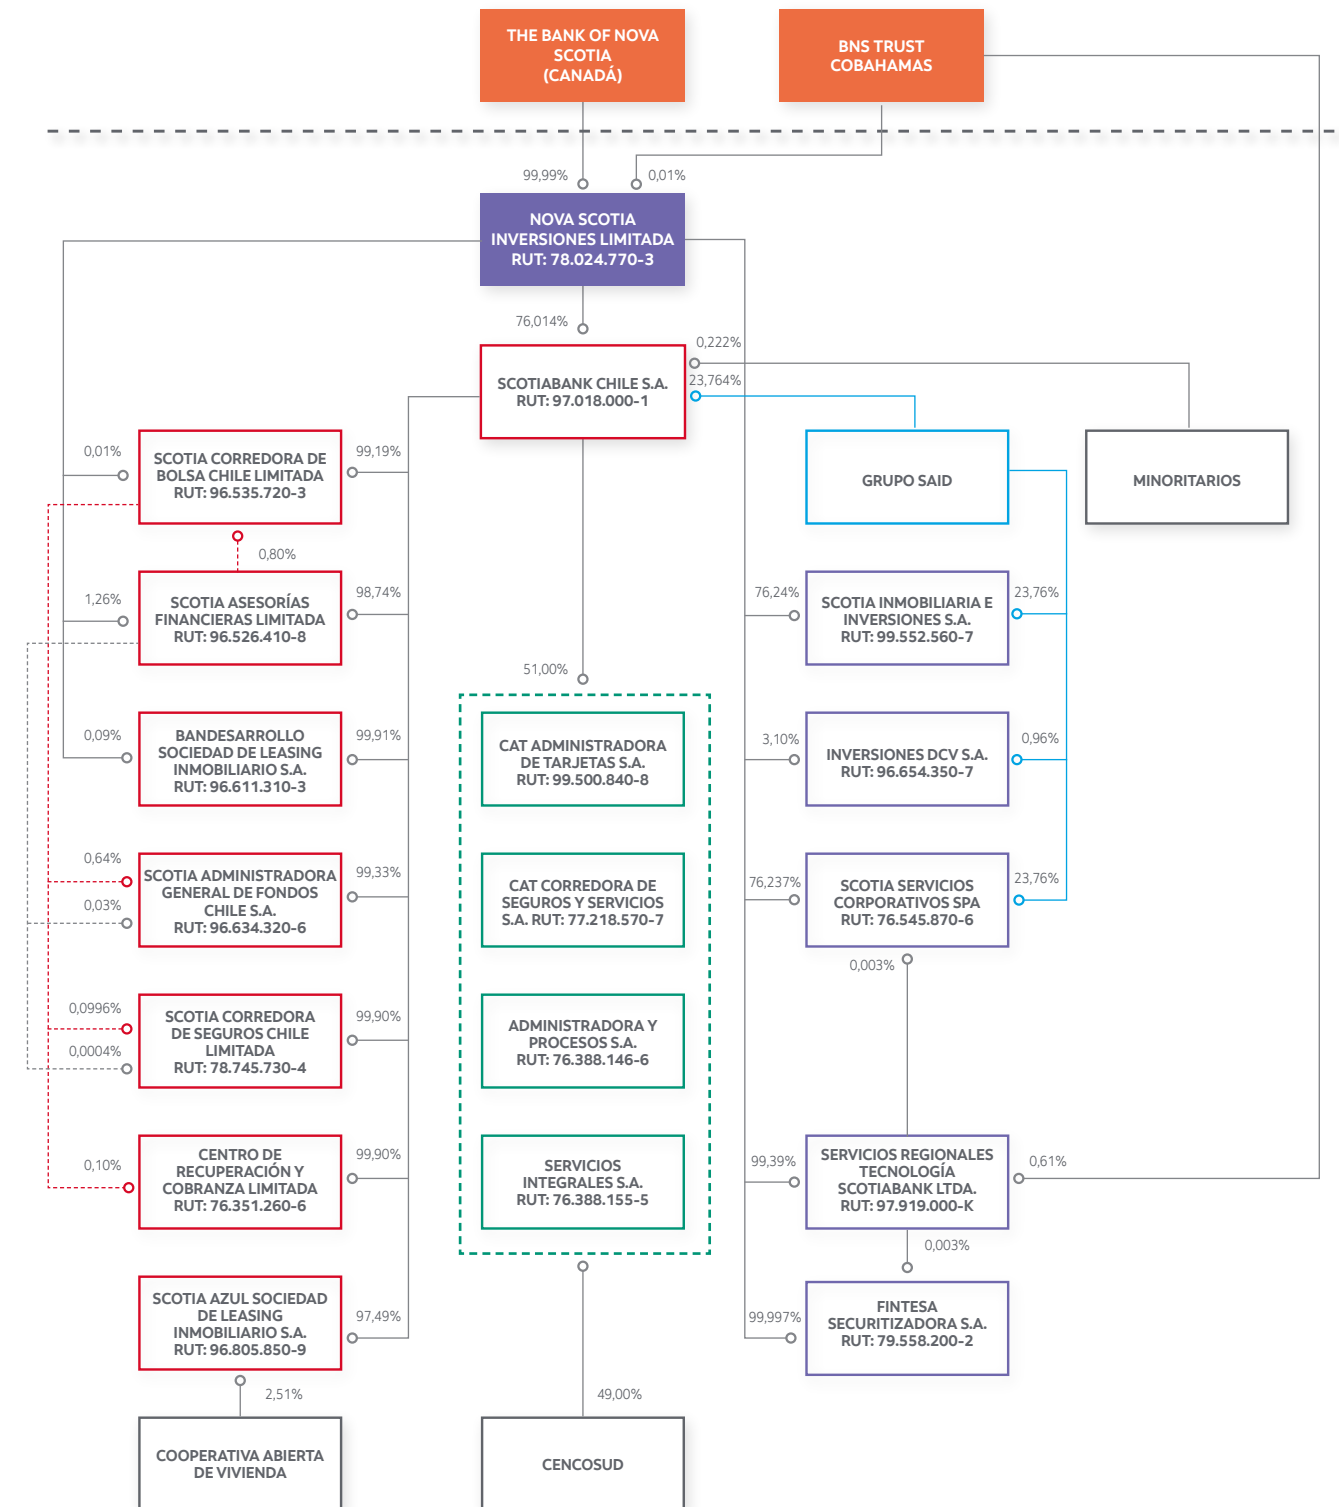 THE BANK OF NOVA
SCOTIA
(CANADÁ)
BNS TRUST
COBAHAMAS
99,99%
0,01%
NOVA SCOTIA
INVERSIONES LIMITADA
RUT: 78.024.770-3
76,014%
0,222%
23,764%
SCOTIABANK CHILE S.A.
RUT: 97.018.000-1
0,01%
SCOTIA CORREDORA DE
BOLSA CHILE LIMITADA
RUT: 96.535.720-3
99,19%
GRUPO SAID
MINORITARIOS
0,80%
1,26%
SCOTIA ASESORÍAS
FINANCIERAS LIMITADA
RUT: 96.526.410-8
98,74%
76,24%
SCOTIA INMOBILIARIA E
INVERSIONES S.A.
RUT: 99.552.560-7
23,76%
51,00%
0,09%
BANDESARROLLO
SOCIEDAD DE LEASING
INMOBILIARIO S.A.
RUT: 96.611.310-3
99,91%
CAT ADMINISTRADORA
DE TARJETAS S.A.
RUT: 99.500.840-8
3,10%
INVERSIONES DCV S.A.
RUT: 96.654.350-7
0,96%
0,64%
0,03%
SCOTIA ADMINISTRADORA
GENERAL DE FONDOS
CHILE S.A.
RUT: 96.634.320-6
99,33%
CAT CORREDORA DE
SEGUROS Y SERVICIOS
S.A. RUT: 77.218.570-7
76,237%
SCOTIA SERVICIOS
CORPORATIVOS SPA
RUT: 76.545.870-6
23,76%
0,003%
0,0996%
0,0004%
SCOTIA CORREDORA
DE SEGUROS CHILE
LIMITADA
RUT: 78.745.730-4
99,90%
ADMINISTRADORA Y
PROCESOS S.A.
RUT: 76.388.146-6
0,10%
CENTRO DE
RECUPERACIÓN Y
COBRANZA LIMITADA
RUT: 76.351.260-6
99,90%
SERVICIOS
INTEGRALES S.A.
RUT: 76.388.155-5
99,39%
SERVICIOS REGIONALES
TECNOLOGÍA
SCOTIABANK LTDA.
RUT: 97.919.000-K
0,61%
0,003%
SCOTIA AZUL SOCIEDAD
DE LEASING
INMOBILIARIO S.A.
RUT: 96.805.850-9
97,49%
99,997%
FINTESA
SECURITIZADORA S.A.
RUT: 79.558.200-2
2,51%
49,00%
COOPERATIVA ABIERTA
DE VIVIENDA
CENCOSUD